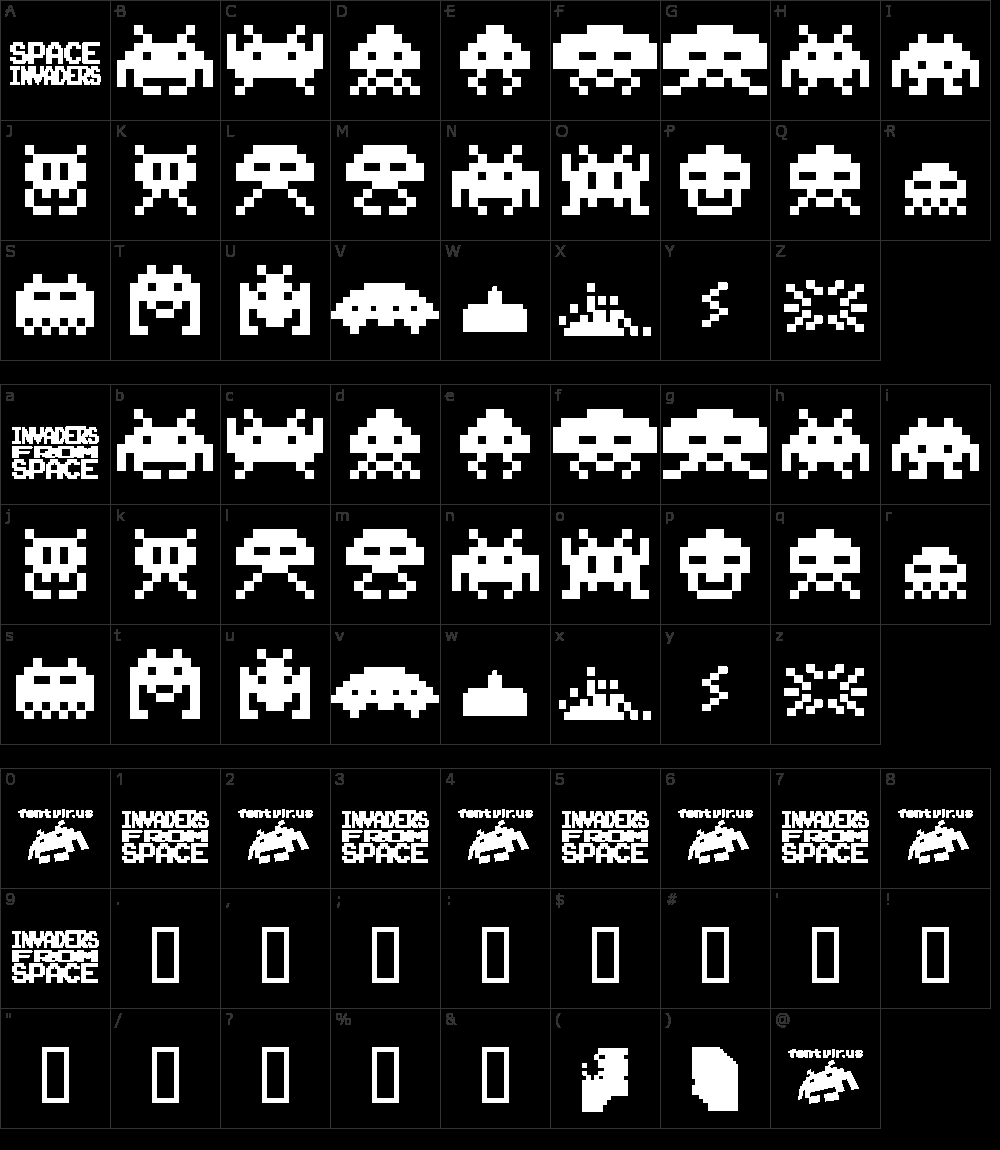 A B C D E F G H I
SPACE
INVADERS
J K L M N O P Q R
S T U V W X Y Z
a b c d e f g h i
INVADERS
FROM
SPACE
j k l m n o p q r
s t u v w x y z
0 1 2 3 4 5 6 7 8
fontvir.us INVADERS fontvir.us INVADERS fontvir.us INVADERS fontvir.us INVADERS fontvir.us
FROM FROM FROM FROM
SPACE SPACE SPACE SPACE
9 . , ; : $ # ' !
INVADERS
FROM
SPACE
" / ? % & ( ) @
fontvir.us